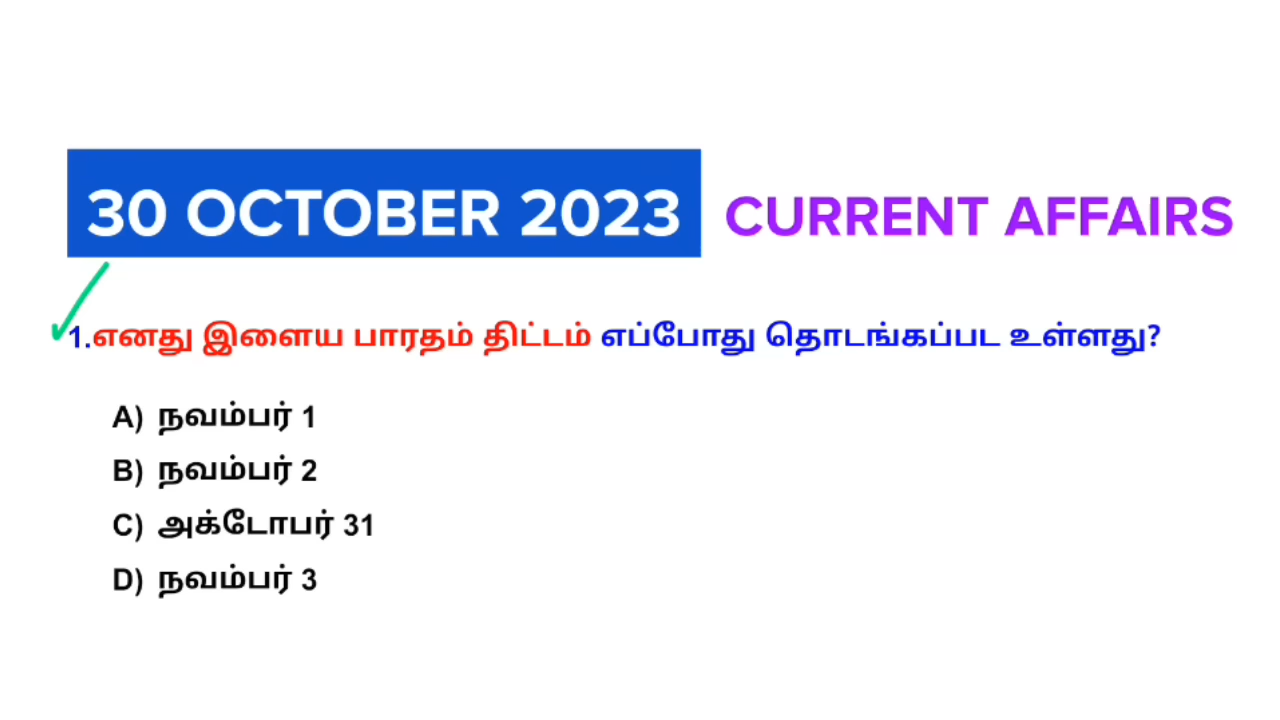 30 OCTOBER 2023 CURRENT AFFAIRS
1.எனது இளைய பாரதம் திட்டம் எப்போது தொடங்கப்பட உள்ளது?
A) நவம்பர் 1
B) நவம்பர் 2
C) அக்டோபர் 31
D) நவம்பர் 3